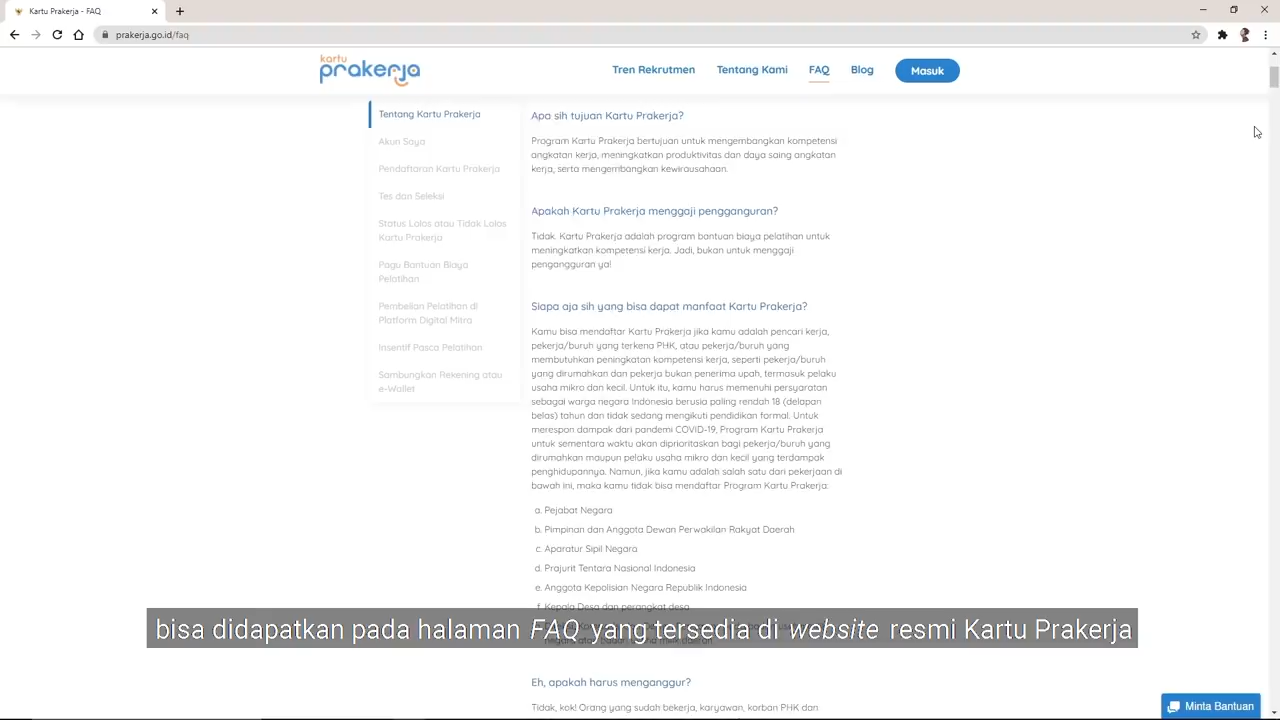 Kartu Prakerja - FAQ
prakerja.go.id/faq
kartu
prakerja
Tren Rekrutmen
Tentang Kami
FAQ
Blog
Masuk
Tentang Kartu Prakerja
Akun Saya
Pendaftaran Kartu Prakerja
Tes dan Seleksi
Status Lolos atau Tidak Lolos
Kartu Prakerja
Pagu Bantuan Biaya
Pelatihan
Pembelian Pelatihan di
Platform Digital Mitra
Insentif Pasca Pelatihan
Sambungkan Rekening atau
e-Wallet
Apa sih tujuan Kartu Prakerja?
Program Kartu Prakerja bertujuan untuk mengembangkan kompetensi
angkatan kerja, meningkatkan produktivitas dan daya saing angkatan
kerja, serta mengembangkan kewirausahaan.
Apakah Kartu Prakerja menggaji pengangguran?
Tidak. Kartu Prakerja adalah program bantuan biaya pelatihan untuk
meningkatkan kompetensi kerja. Jadi, bukan untuk menggaji
pengangguran ya!
Siapa aja sih yang bisa dapat manfaat Kartu Prakerja?
Kamu bisa mendaftar Kartu Prakerja jika kamu adalah pencari kerja,
pekerja/buruh yang terkena PHK, atau pekerja/buruh yang
membutuhkan peningkatan kompetensi kerja, seperti pekerja/buruh
yang dirumahkan dan pekerja bukan penerima upah, termasuk pelaku
usaha mikro dan kecil. Untuk itu, kamu harus memenuhi persyaratan
sebagai warga negara Indonesia berusia paling rendah 18 (delapan
belas) tahun dan tidak sedang mengikuti pendidikan formal. Untuk
merespon dampak dari pandemi COVID-19, Program Kartu Prakerja
untuk sementara waktu akan diprioritaskan bagi pekerja/buruh yang
dirumahkan maupun pelaku usaha mikro dan kecil yang terdampak
penghidupannya. Namun, jika kamu adalah salah satu dari pekerjaan di
bawah ini, maka kamu tidak bisa mendaftar Program Kartu Prakerja:
a. Pejabat Negara
b. Pimpinan dan Anggota Dewan Perwakilan Rakyat Daerah
c. Aparatur Sipil Negara
d. Prajurit Tentara Nasional Indonesia
e. Anggota Kepolisian Negara Republik Indonesia
f. Kepala Desa dan perangkat desa
bisa didapatkan pada halaman FAQ yang tersedia di website resmi Kartu Prakerja
Eh, apakah harus menganggur?
Tidak, kok! Orang yang sudah bekerja, karyawan, korban PHK dan
Minta Bantuan